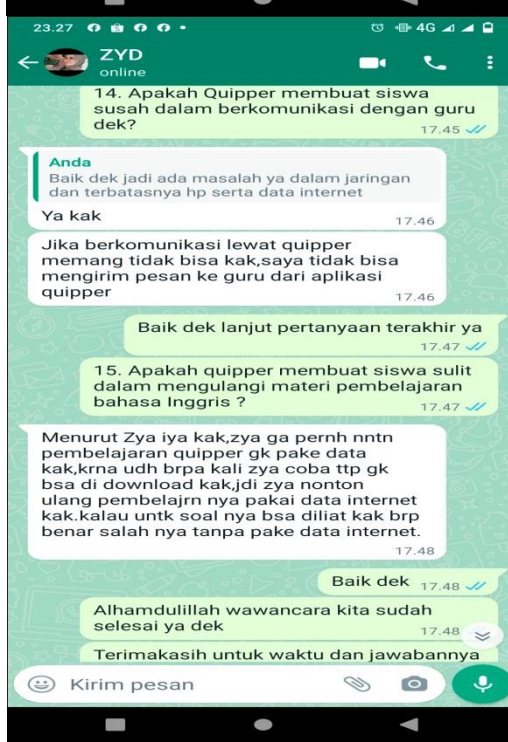 23.27
4G
ZYD
online
14. Apakah Quipper membuat siswa
susah dalam berkomunikasi dengan guru
dek?
17.45
Anda
Baik dek jadi ada masalah ya dalam jaringan
dan terbatasnya hp serta data internet
Ya kak
17.46
Jika berkomunikasi lewat quipper
memang tidak bisa kak,saya tidak bisa
mengirim pesan ke guru dari aplikasi
quipper
17.46
Baik dek lanjut pertanyaan terakhir ya
17.47
15. Apakah quipper membuat siswa sulit
dalam mengulangi materi pembelajaran
bahasa Inggris ?
17.47
Menurut Zya iya kak,zya ga pernh nntn
pembelajaran quipper gk pake data
kak,krna udh brpa kali zya coba ttp gk
bsa di download kak,jdi zya nonton
ulang pembelajrn nya pakai data internet
kak.kalau untk soal nya bsa diliat kak brp
benar salah nya tanpa pake data internet.
17.48
Baik dek
17.48
Alhamdulillah wawancara kita sudah
selesai ya dek
17.48
Terimakasih untuk waktu dan jawabannya
Kirim pesan